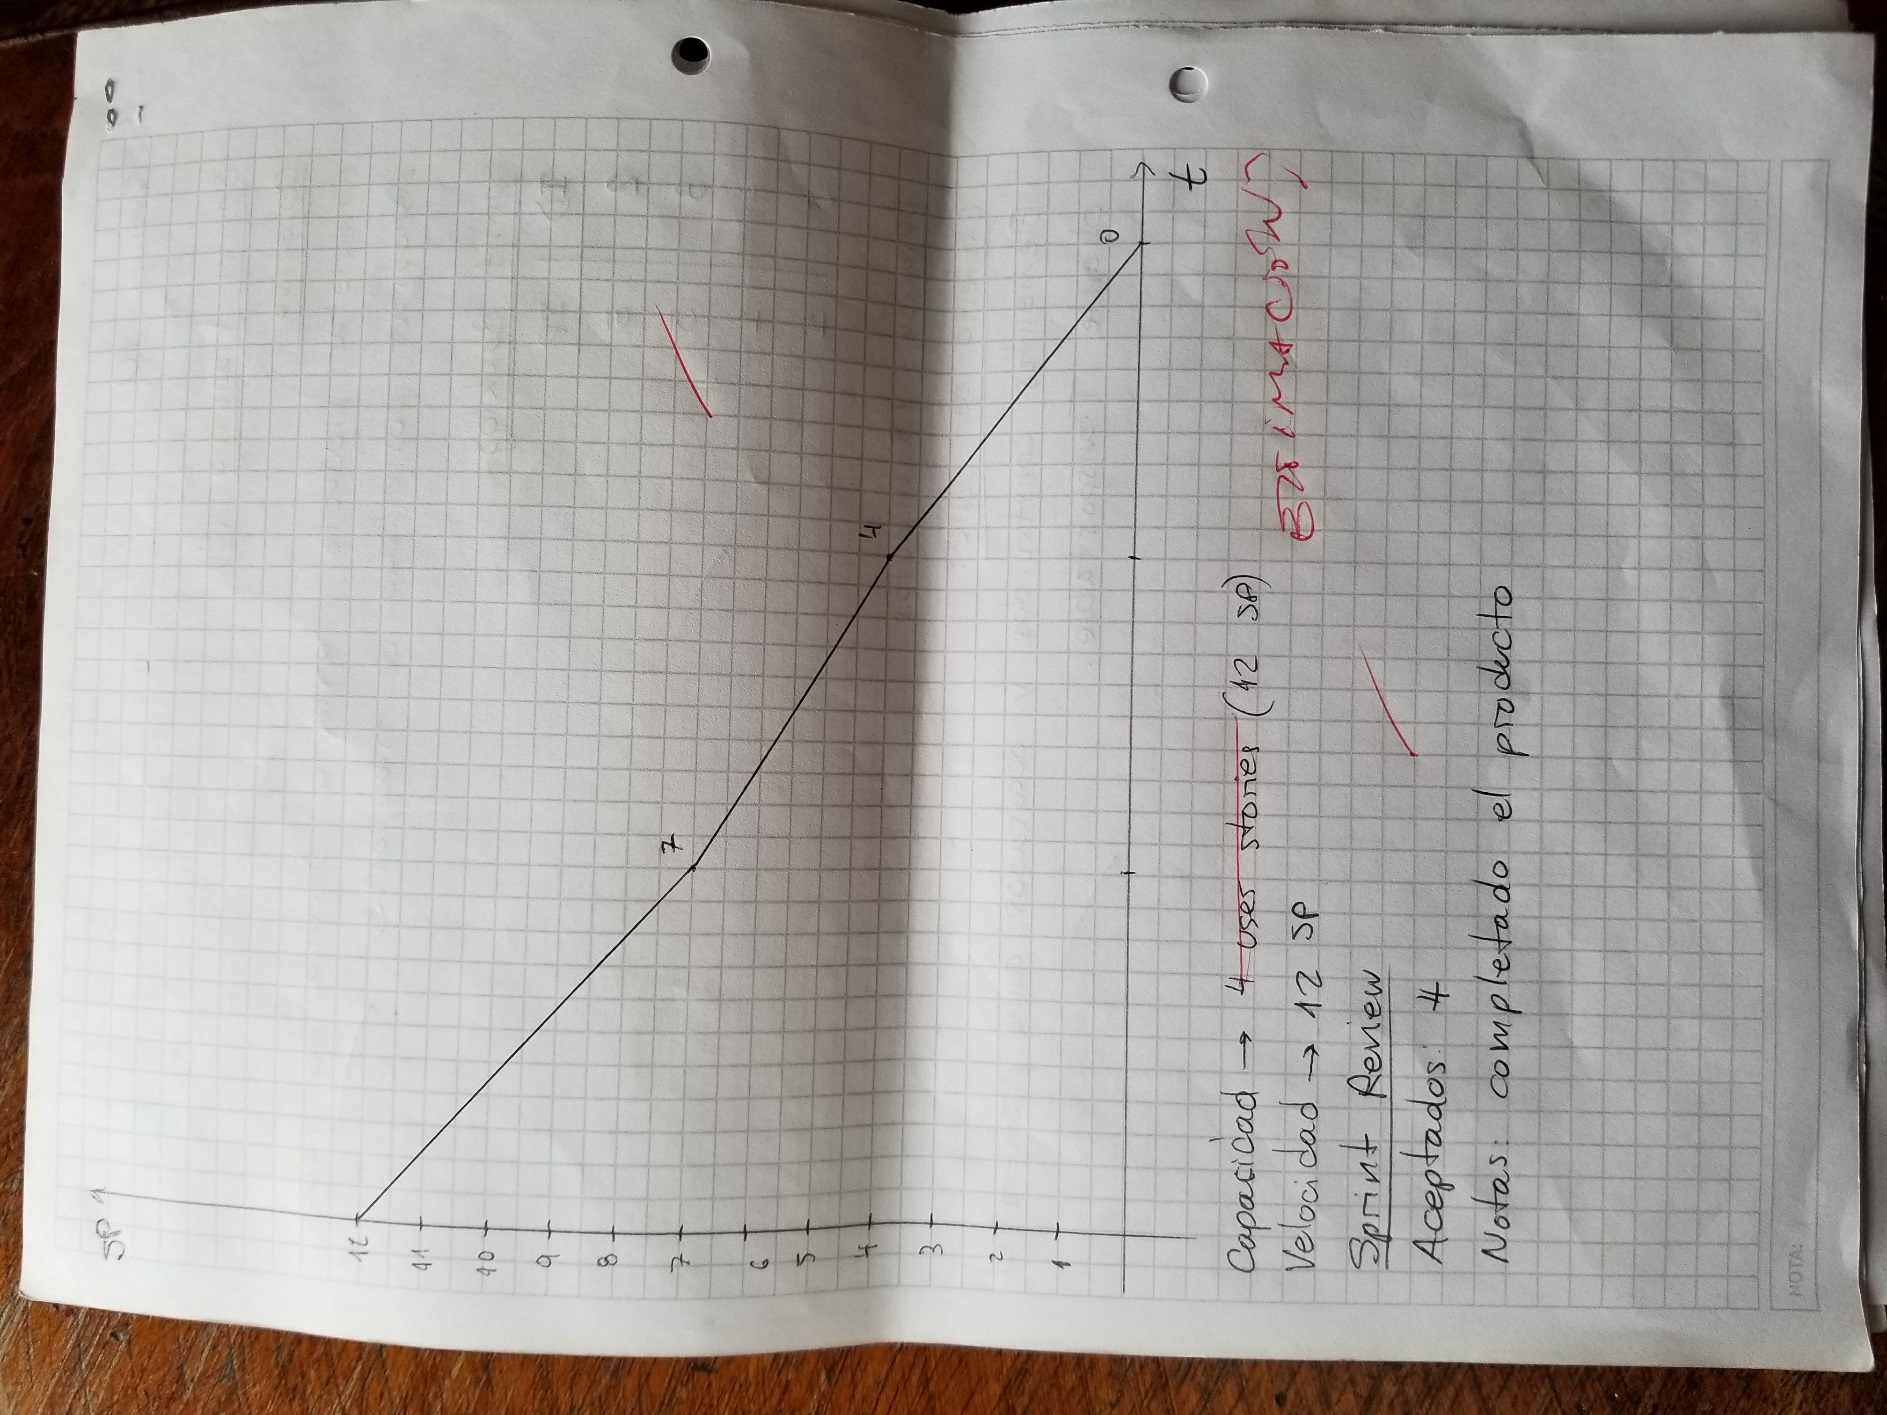 SP
12
11
10
9
8
7
6
5
4
3
2
1
7
4
0
t
Capacidad → 4 user stories (12 SP)
Velocidad → 12 SP
Sprint Review
Aceptados: 4
Notas: completado el producto
NOTA: